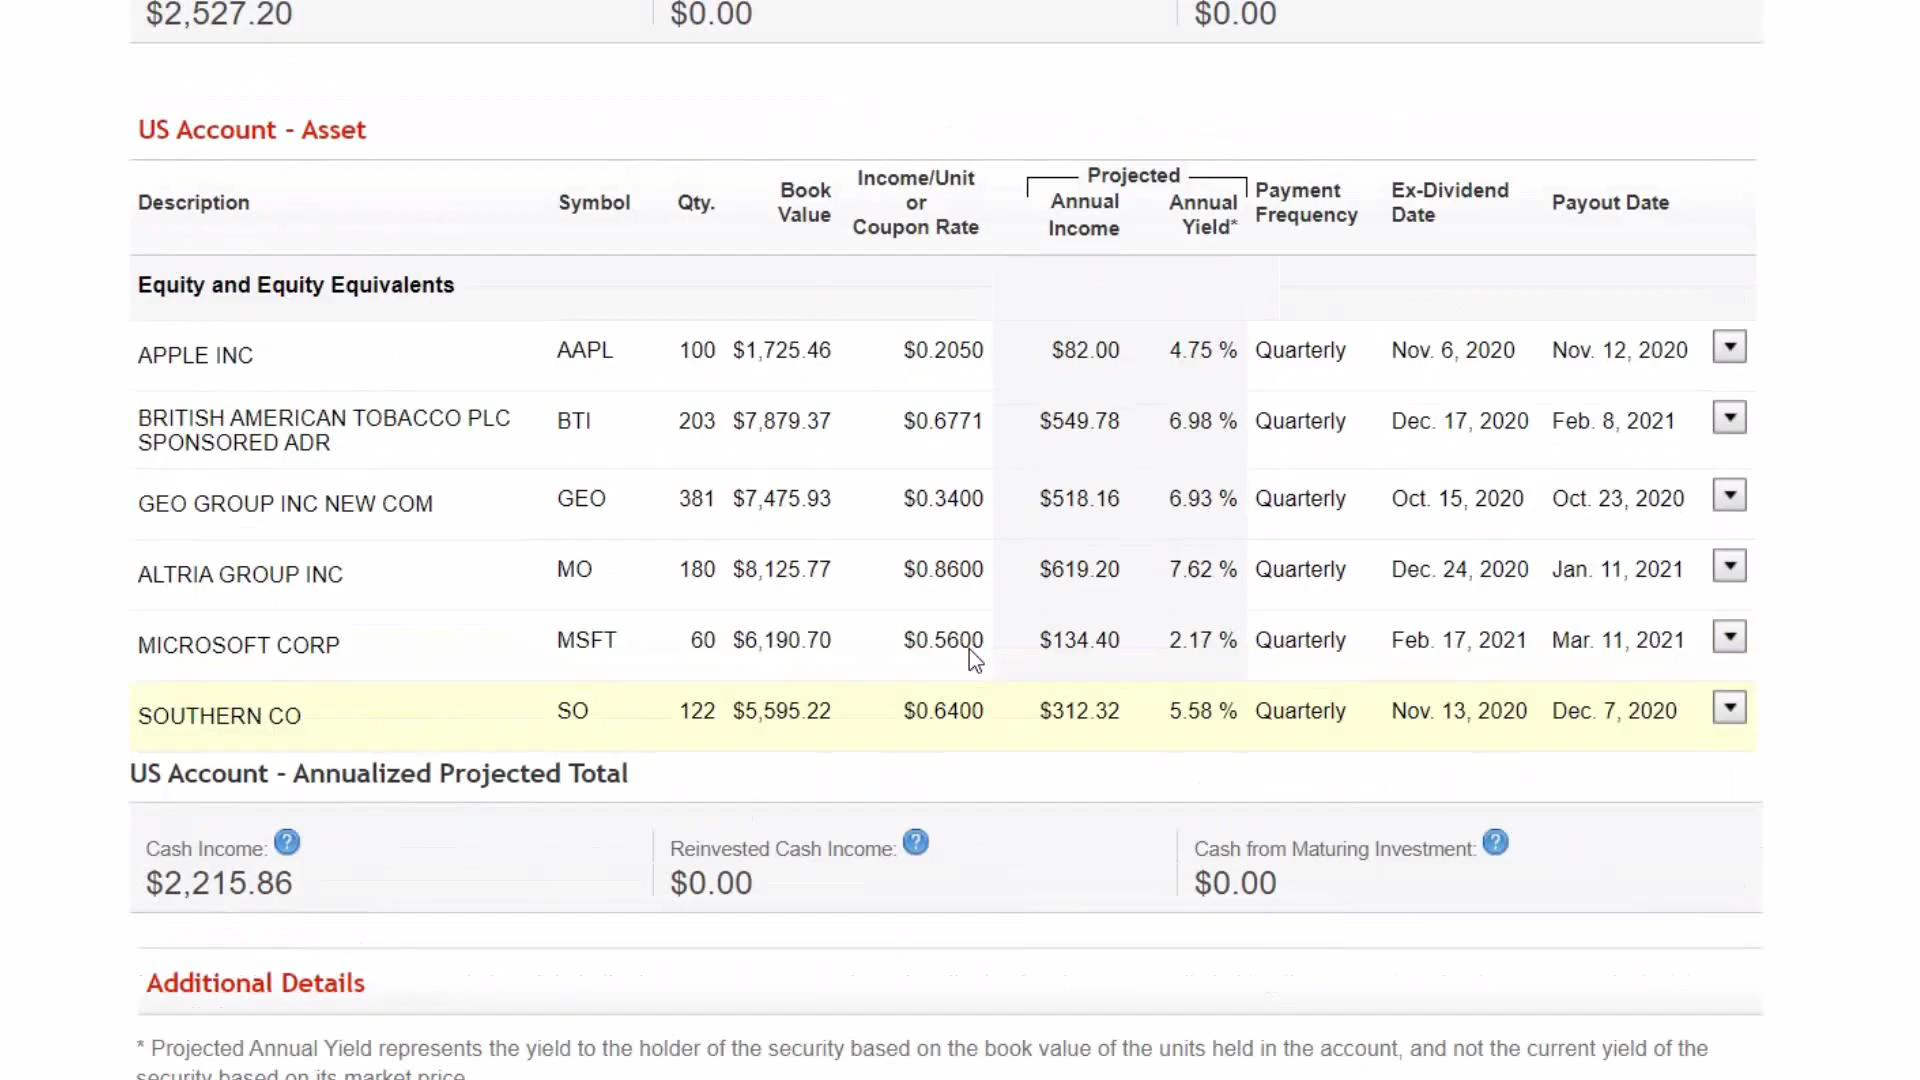 $2,527.20 $0.00 $0.00
US Account - Asset
Description Symbol Qty. Book Value Income/Unit or Coupon Rate Projected Annual Income Annual Yield* Payment Frequency Ex-Dividend Date Payout Date
Equity and Equity Equivalents
APPLE INC AAPL 100 $1,725.46 $0.2050 $82.00 4.75 % Quarterly Nov. 6, 2020 Nov. 12, 2020
BRITISH AMERICAN TOBACCO PLC SPONSORED ADR BTI 203 $7,879.37 $0.6771 $549.78 6.98 % Quarterly Dec. 17, 2020 Feb. 8, 2021
GEO GROUP INC NEW COM GEO 381 $7,475.93 $0.3400 $518.16 6.93 % Quarterly Oct. 15, 2020 Oct. 23, 2020
ALTRIA GROUP INC MO 180 $8,125.77 $0.8600 $619.20 7.62 % Quarterly Dec. 24, 2020 Jan. 11, 2021
MICROSOFT CORP MSFT 60 $6,190.70 $0.5600 $134.40 2.17 % Quarterly Feb. 17, 2021 Mar. 11, 2021
SOUTHERN CO SO 122 $5,595.22 $0.6400 $312.32 5.58 % Quarterly Nov. 13, 2020 Dec. 7, 2020
US Account - Annualized Projected Total
Cash Income: ? Reinvested Cash Income: ? Cash from Maturing Investment: ?
$2,215.86 $0.00 $0.00
Additional Details
* Projected Annual Yield represents the yield to the holder of the security based on the book value of the units held in the account, and not the current yield of the
security based on its market price.